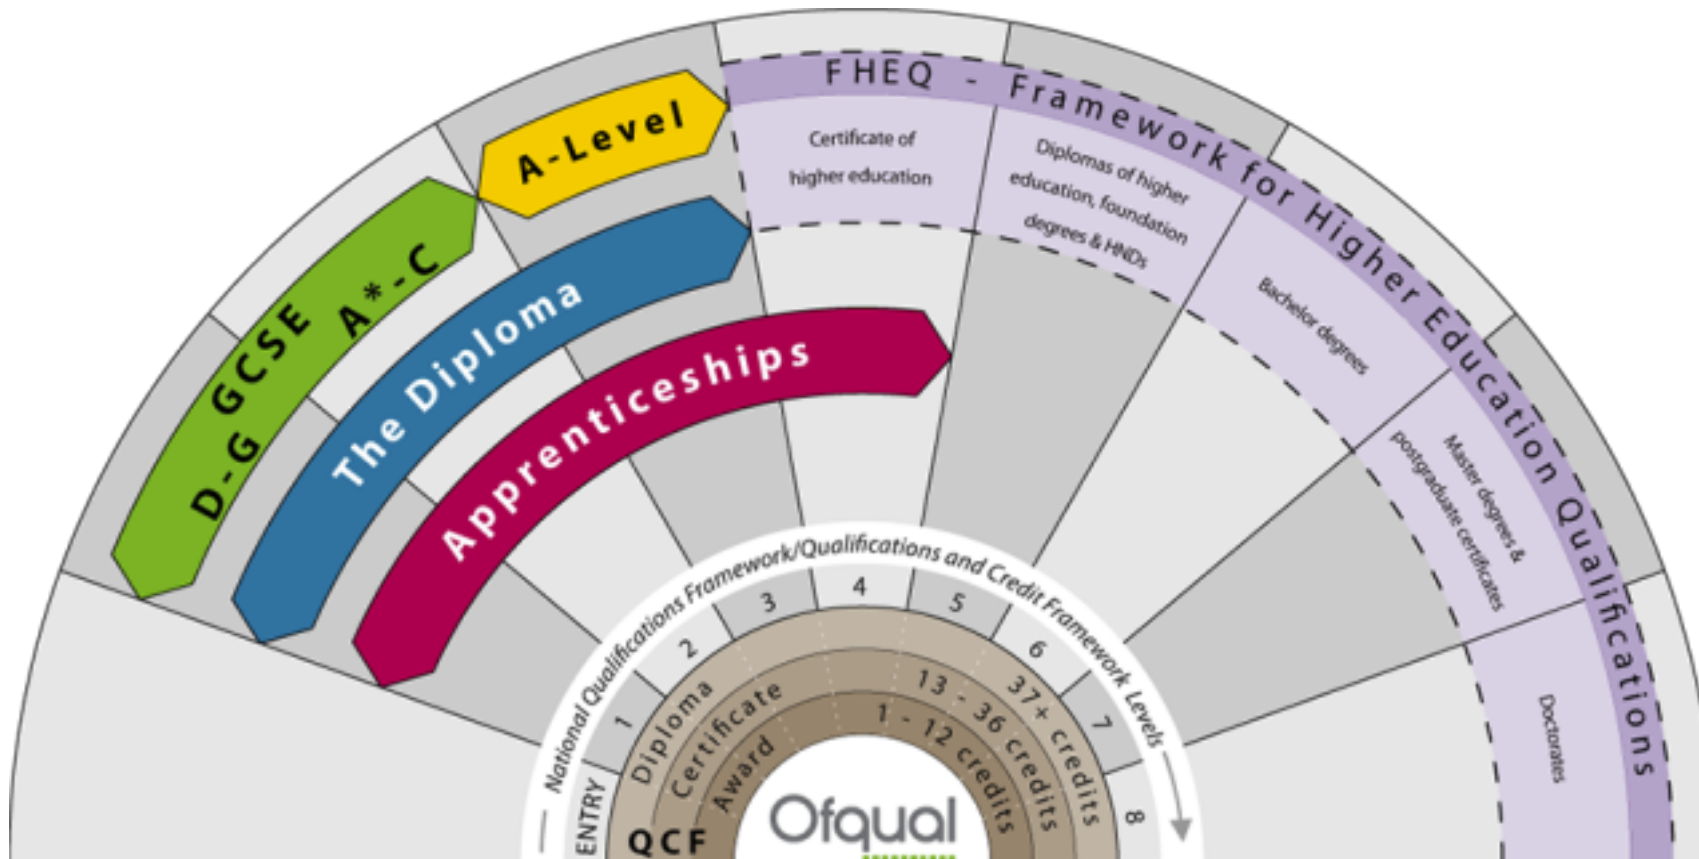 FHEQ - Framework for Higher Education Qualifications
A-Level
GCSE
A*-C
D-G
The Diploma
Apprenticeships
Certificate of
higher education
Diplomas of higher
education, foundation
degrees & HNDs
Bachelor degrees
Master degrees &
postgraduate certificates
Doctorates
National Qualifications Framework/Qualifications and Credit Framework Levels
ENTRY
1
2
3
4
5
6
7
8
Diploma
37+ credits
Certificate
13 - 36 credits
Award
1 - 12 credits
QCF
Ofqual